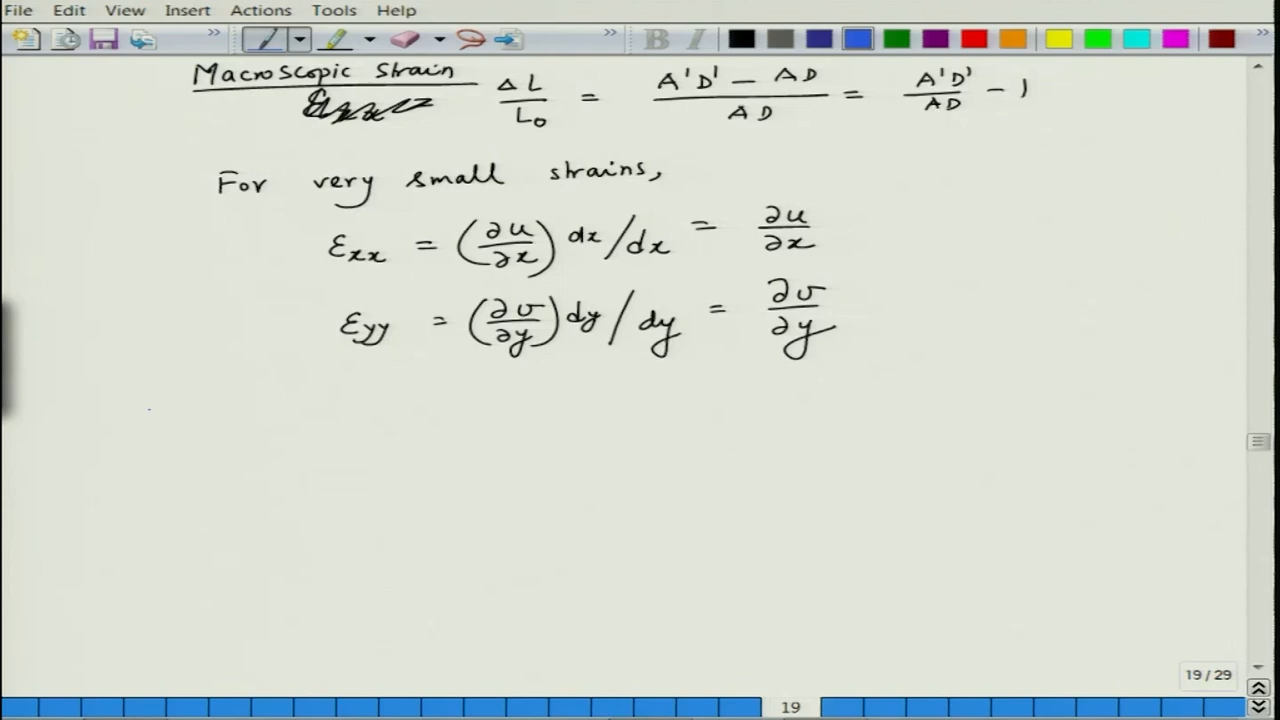 File Edit View Insert Actions Tools Help
Macroscopic Strain ΔL/L₀ = (A'D' − AD)/AD = A'D'/AD − 1
For very small strains,
εxx = (∂u/∂x) dx/dx = ∂u/∂x
εyy = (∂v/∂y) dy/dy = ∂v/∂y
19 / 29
19